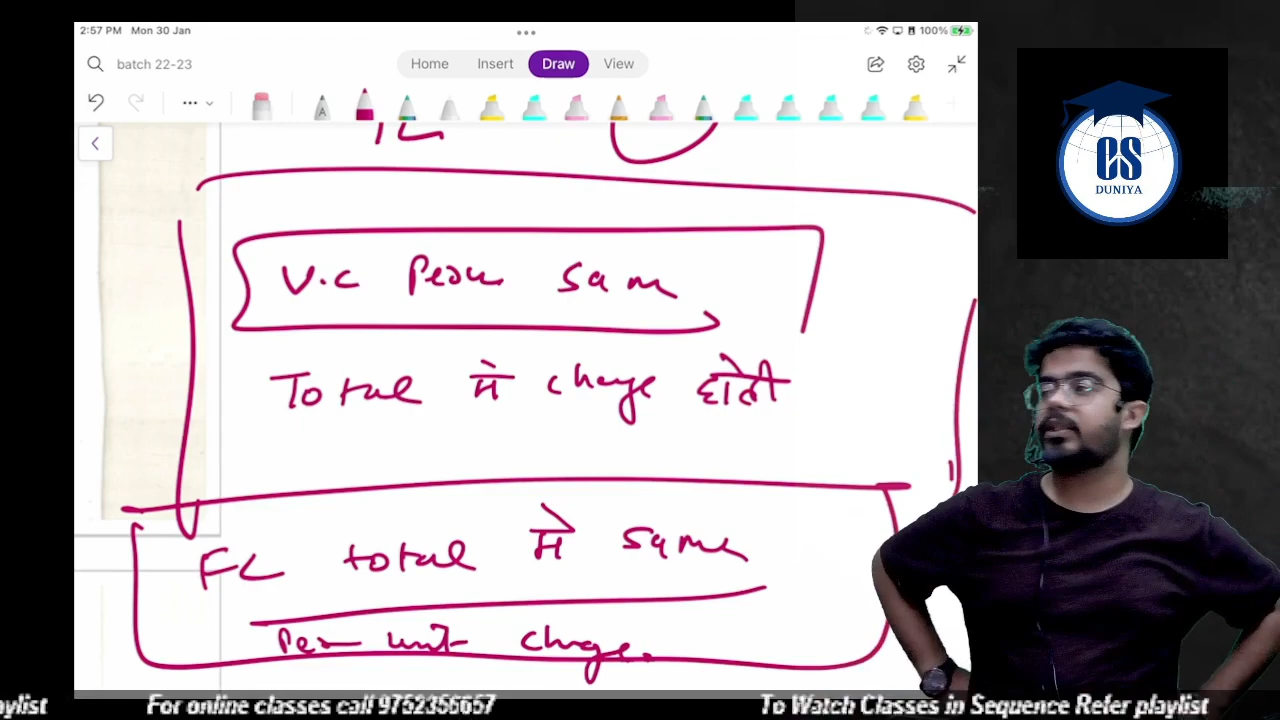 2:57 PM Mon 30 Jan
100%
batch 22-23
Home Insert Draw View
V.C Per u Sam
Total में change होती
FC total में same
Per unit change.
CS
DUNIYA
aylist For online classes call 9752356657 To Watch Classes in Sequence Refer playlist